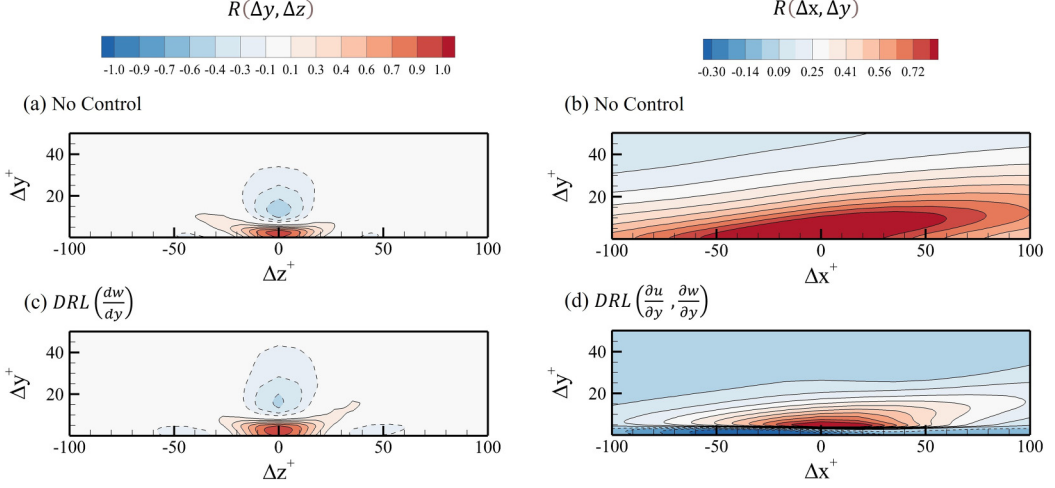 R(Δy, Δz)
R(Δx, Δy)
-1.0 -0.9 -0.7 -0.6 -0.4 -0.3 -0.1 0.1 0.3 0.4 0.6 0.7 0.9 1.0
-0.30 -0.14 0.09 0.25 0.41 0.56 0.72
(a) No Control
(b) No Control
Δy⁺
40
20
-100 -50 0 50 100
Δz⁺
Δy⁺
40
20
-100 -50 0 50 100
Δx⁺
(c) DRL(dw/dy)
(d) DRL(∂u/∂y , ∂w/∂y)
Δy⁺
40
20
-100 -50 0 50 100
Δz⁺
Δy⁺
40
20
-100 -50 0 50 100
Δx⁺